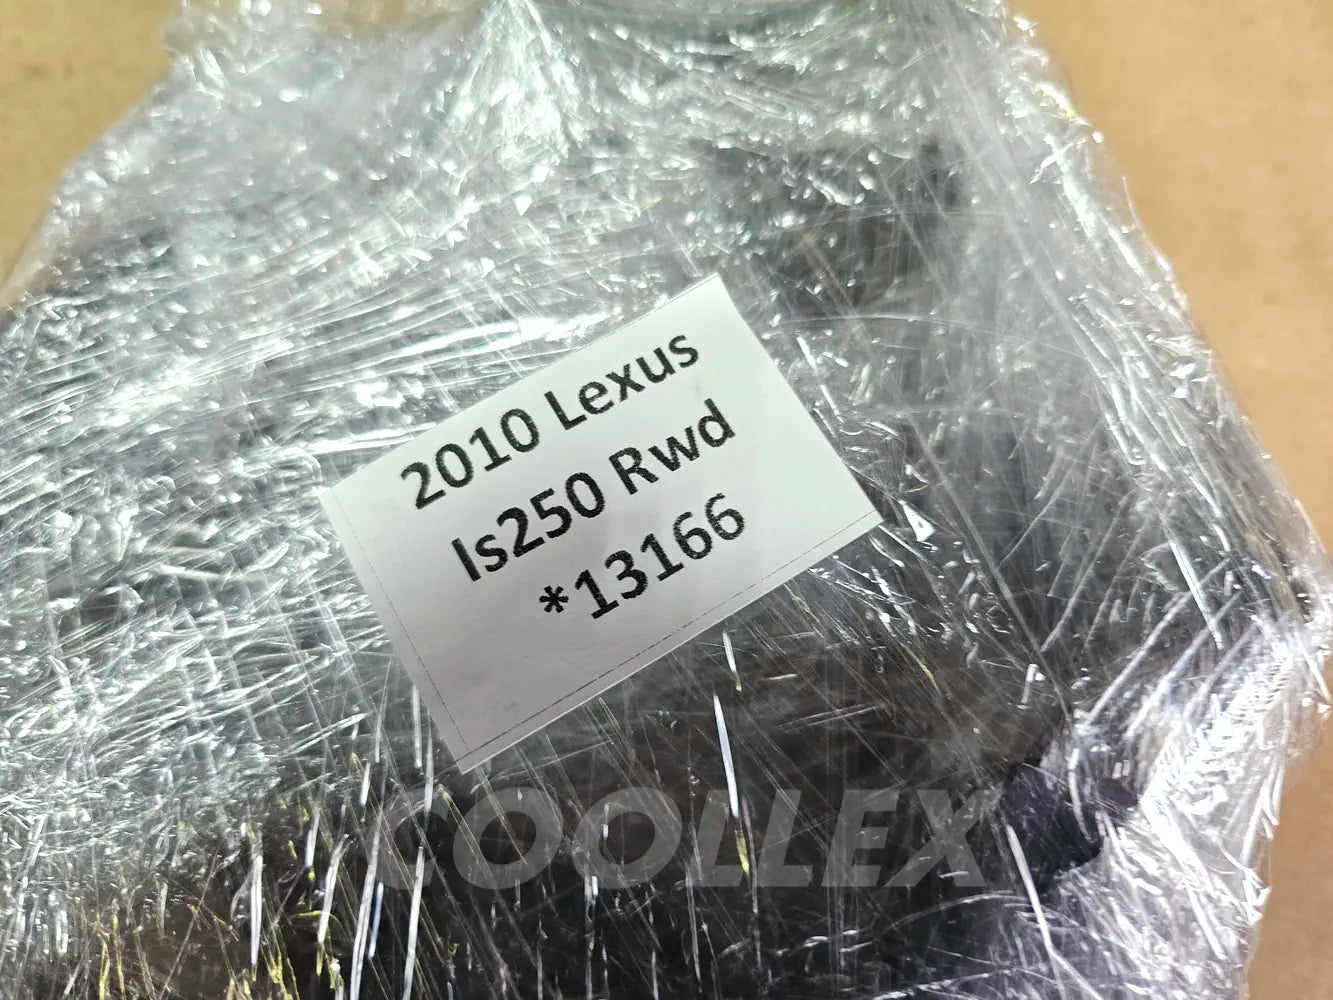 2010 Lexus
Is250 Rwd
*13166
COOLLEX